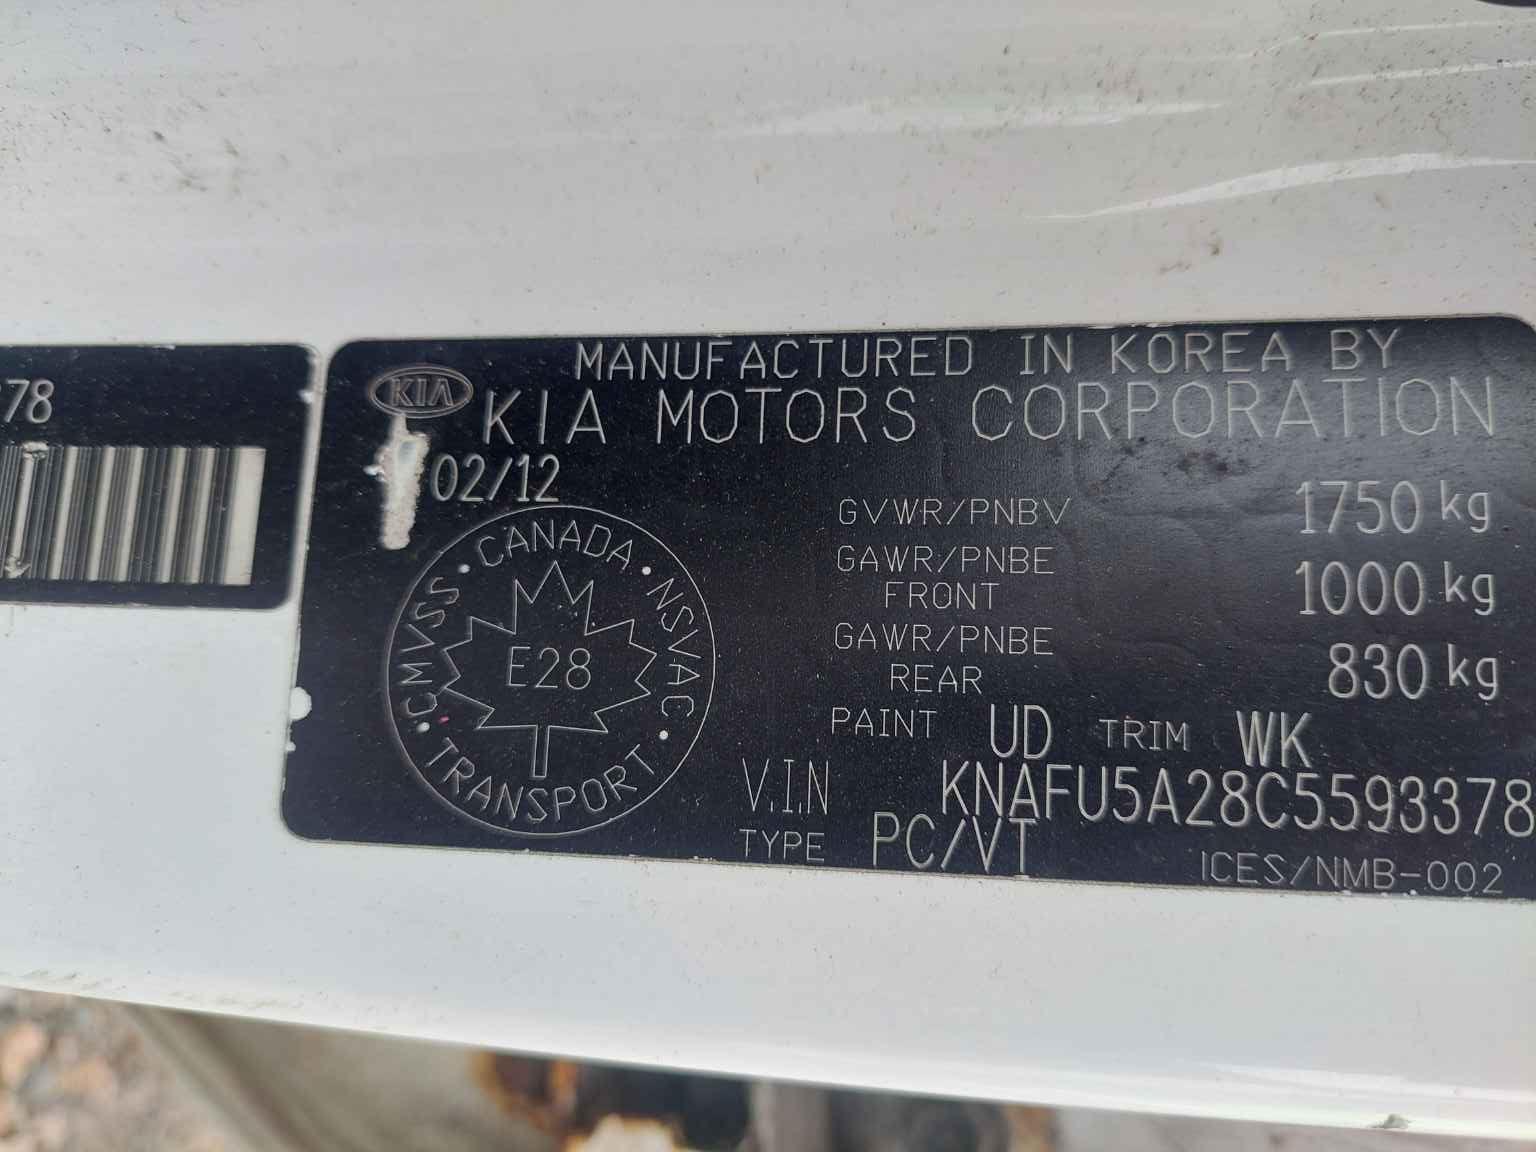 378
KIA
MANUFACTURED IN KOREA BY
KIA MOTORS CORPORATION
02/12
GVWR/PNBV 1750 kg
GAWR/PNBE FRONT 1000 kg
GAWR/PNBE REAR 830 kg
CMVSS · CANADA · NSVAC · TRANSPORT ·
E28
PAINT UD TRIM WK
V.I.N KNAFU5A28C5593378
TYPE PC/VT
ICES/NMB-002